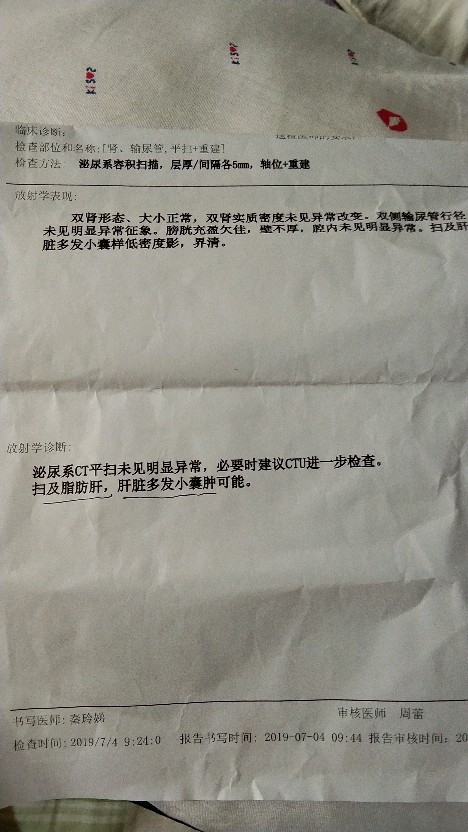 临床诊断:
检查部位和名称:[肾、输尿管,平扫+重建]
检查方法: 泌尿系容积扫描，层厚/间隔各5mm，轴位+重建
放射学表现:
双肾形态、大小正常，双肾实质密度未见异常改变。双侧输尿管行径
未见明显异常征象。膀胱充盈欠佳，壁不厚，腔内未见明显异常。扫及肝
脏多发小囊样低密度影，界清。
放射学诊断:
泌尿系CT平扫未见明显异常，必要时建议CTU进一步检查。
扫及脂肪肝，肝脏多发小囊肿可能。
书写医师: 秦玲娣 审核医师 周蕾
检查时间:2019/7/4 9:24:0 报告书写时间: 2019-07-04 09:44 报告审核时间: 20